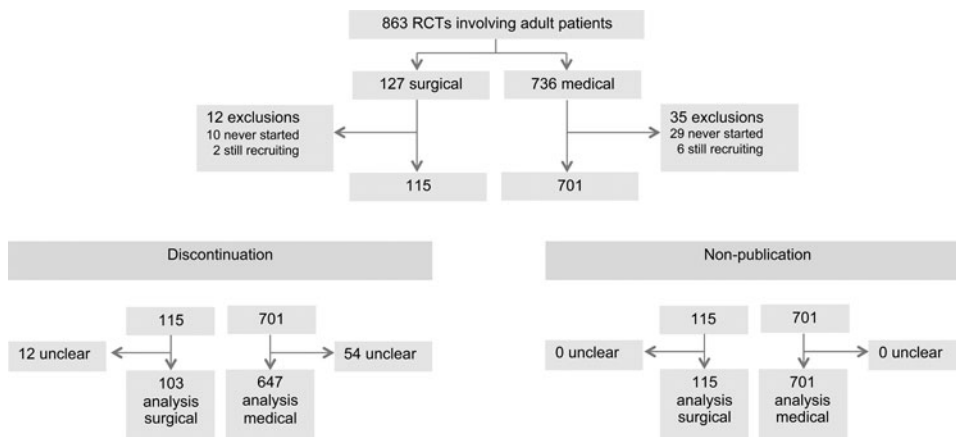 863 RCTs involving adult patients
127 surgical
736 medical
12 exclusions
10 never started
2 still recruiting
35 exclusions
29 never started
6 still recruiting
115
701
Discontinuation
Non-publication
115
701
12 unclear
54 unclear
103
analysis
surgical
647
analysis
medical
115
701
0 unclear
0 unclear
115
analysis
surgical
701
analysis
medical